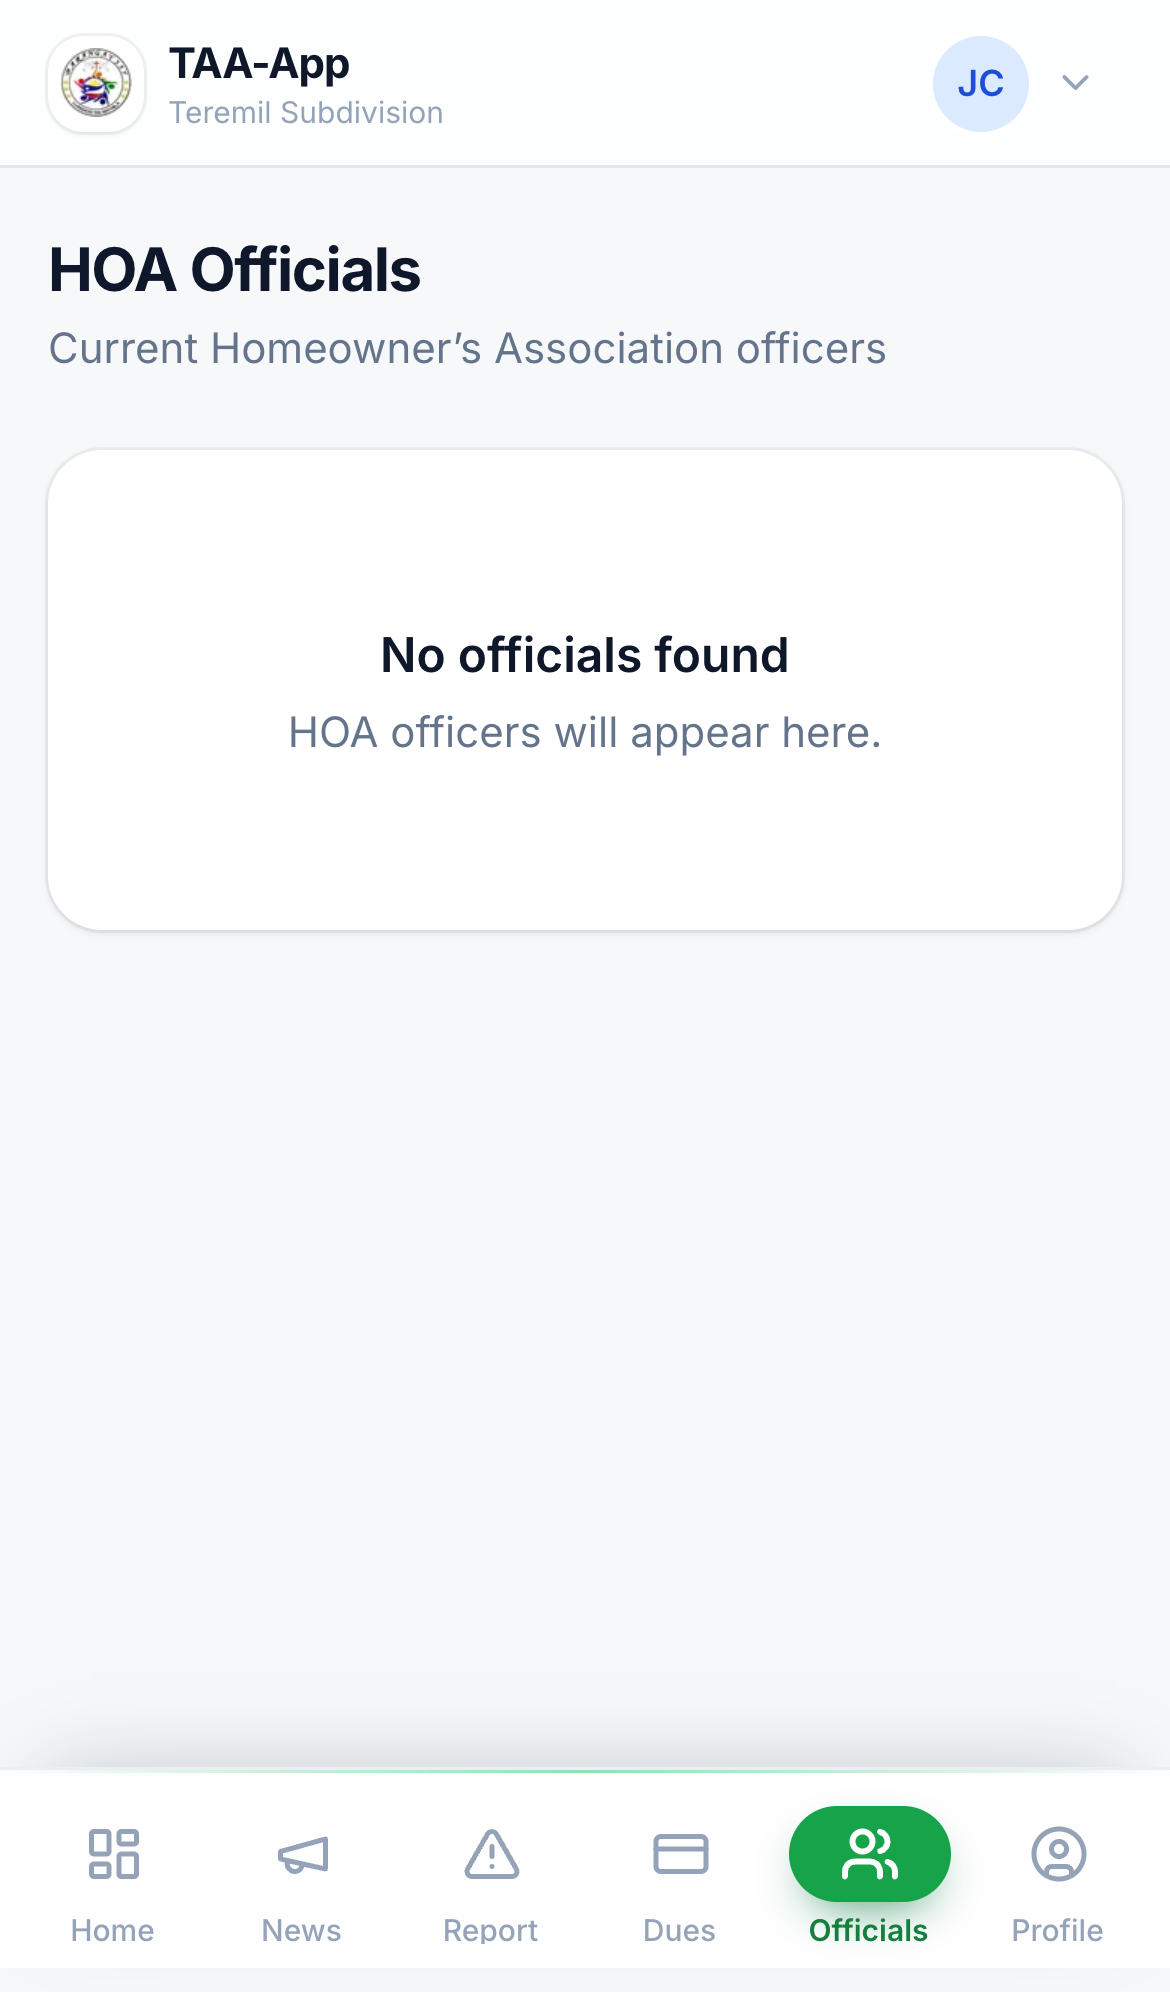 TAA-App
Teremil Subdivision
JC
HOA Officials
Current Homeowner’s Association officers
No officials found
HOA officers will appear here.
Home
News
Report
Dues
Officials
Profile